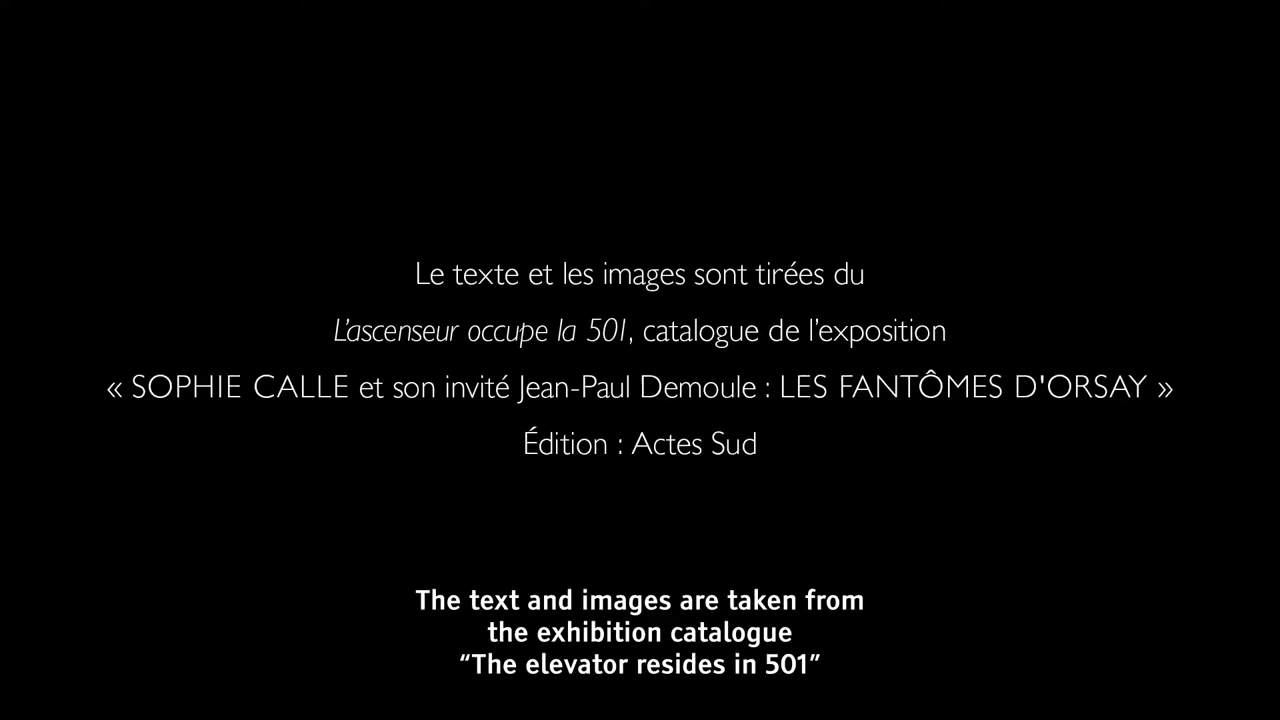 Le texte et les images sont tirées du
L’ascenseur occupe la 501, catalogue de l’exposition
« SOPHIE CALLE et son invité Jean-Paul Demoule : LES FANTÔMES D'ORSAY »
Édition : Actes Sud
The text and images are taken from
the exhibition catalogue
“The elevator resides in 501”